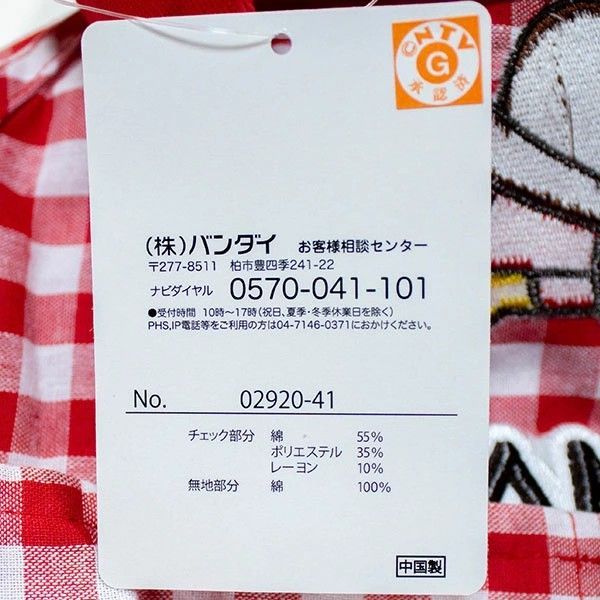 ©NTV
G
承認済
(株)バンダイ お客様相談センター
〒277-8511 柏市豊四季241-22
ナビダイヤル 0570-041-101
●受付時間 10時〜17時(祝日、夏季・冬季休業日を除く)
PHS,IP電話等をご利用の方は04-7146-0371におかけください。
No. 02920-41
チェック部分 綿 55%
ポリエステル 35%
レーヨン 10%
無地部分 綿 100%
中国製